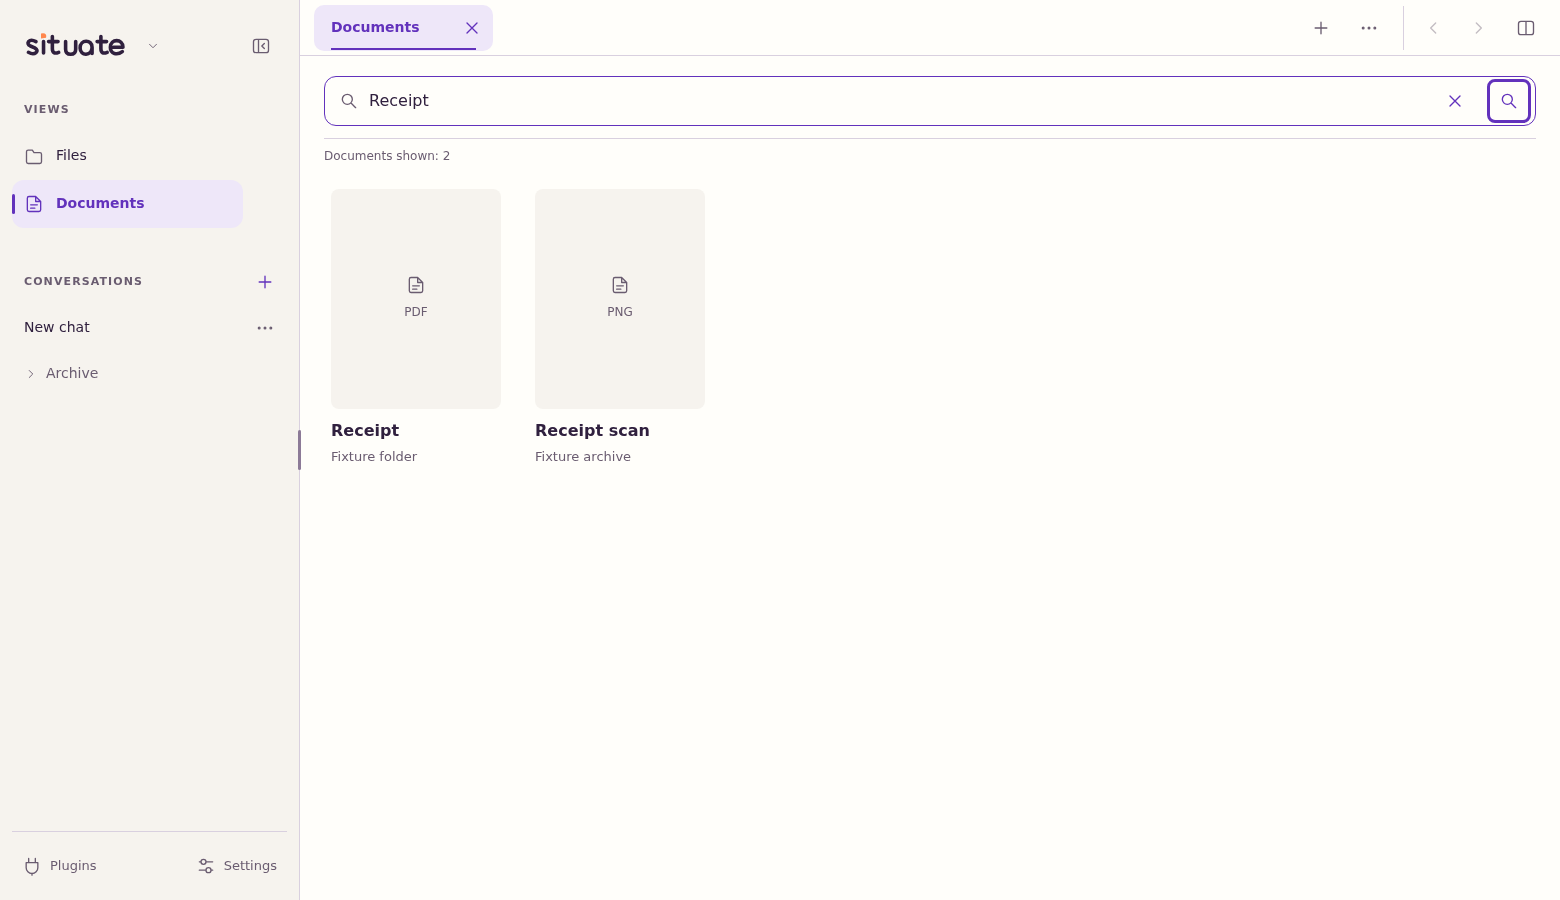 situate
VIEWS
Files
Documents
CONVERSATIONS
New chat
Archive
Plugins
Settings
Documents
Receipt
Documents shown: 2
PDF
Receipt
Fixture folder
PNG
Receipt scan
Fixture archive